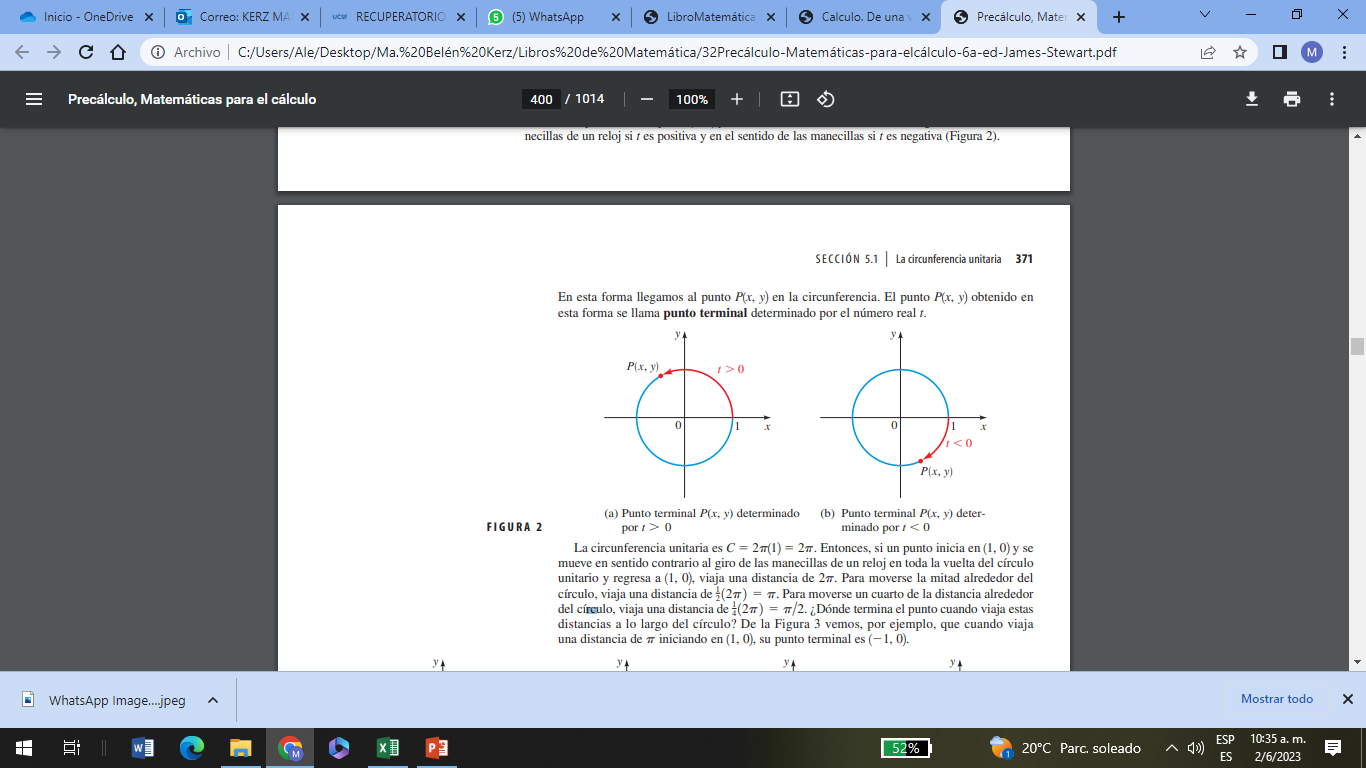 Inicio - OneDrive
Correo: KERZ MA
RECUPERATORIO
(5) WhatsApp
LibroMatemática
Calculo. De una v
Precálculo, Mater
Archivo | C:/Users/Ale/Desktop/Ma.%20Belén%20Kerz/Libros%20de%20Matemática/32Precálculo-Matemáticas-para-elcálculo-6a-ed-James-Stewart.pdf
M
Precálculo, Matemáticas para el cálculo
400 / 1014
100%
necillas de un reloj si t es positiva y en el sentido de las manecillas si t es negativa (Figura 2).
SECCIÓN 5.1 | La circunferencia unitaria 371
En esta forma llegamos al punto P(x, y) en la circunferencia. El punto P(x, y) obtenido en
esta forma se llama punto terminal determinado por el número real t.
y
P(x, y)
t > 0
0
1
x
y
0
1
x
t < 0
P(x, y)
(a) Punto terminal P(x, y) determinado
por t > 0
(b) Punto terminal P(x, y) deter-
minado por t < 0
FIGURA 2
La circunferencia unitaria es C = 2π(1) = 2π. Entonces, si un punto inicia en (1, 0) y se
mueve en sentido contrario al giro de las manecillas de un reloj en toda la vuelta del círculo
unitario y regresa a (1, 0), viaja una distancia de 2π. Para moverse la mitad alrededor del
círculo, viaja una distancia de ½(2π) = π. Para moverse un cuarto de la distancia alrededor
del círculo, viaja una distancia de ¼(2π) = π/2. ¿Dónde termina el punto cuando viaja estas
distancias a lo largo del círculo? De la Figura 3 vemos, por ejemplo, que cuando viaja
una distancia de π iniciando en (1, 0), su punto terminal es (−1, 0).
y
y
y
y
WhatsApp Image....jpeg
Mostrar todo
52%
20°C Parc. soleado
ESP
ES
10:35 a. m.
2/6/2023